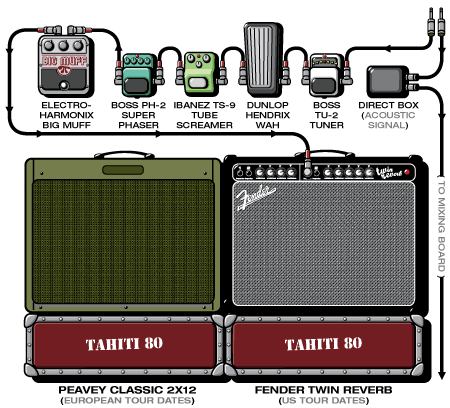 BIG MUFF
π
ELECTRO-
HARMONIX
BIG MUFF
BOSS PH-2
SUPER
PHASER
IBANEZ TS-9
TUBE
SCREAMER
DUNLOP
HENDRIX
WAH
BOSS
TU-2
TUNER
DIRECT BOX
(ACOUSTIC
SIGNAL)
TO MIXING BOARD
Fender
Twin
Reverb
TAHITI 80
TAHITI 80
PEAVEY CLASSIC 2X12
(EUROPEAN TOUR DATES)
FENDER TWIN REVERB
(US TOUR DATES)